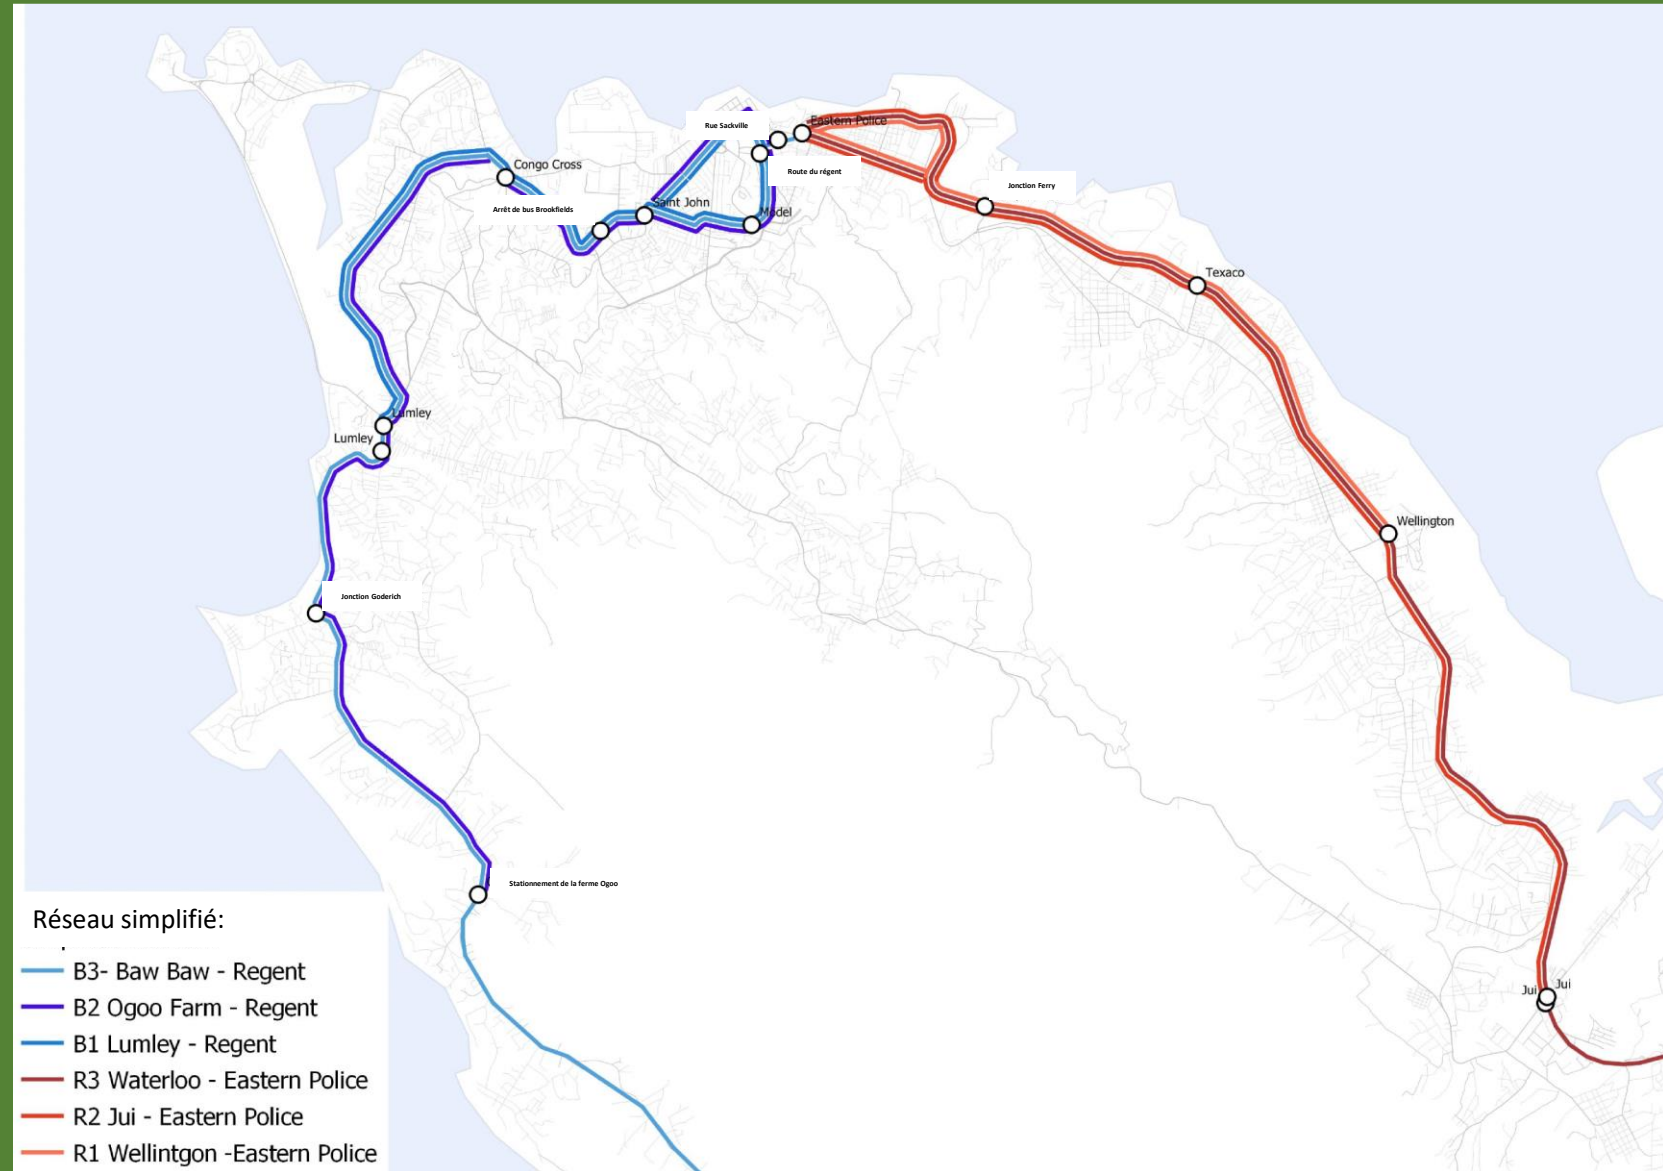 Rue Sackville
Eastern Police
Congo Cross
Route du régent
Jonction Ferry
Arrêt de bus Brookfields
Saint John
Model
Texaco
Lumley
Lumley
Wellington
Jonction Goderich
Stationnement de la ferme Ogoo
Jui
Jui
Réseau simplifié:
B3- Baw Baw - Regent
B2 Ogoo Farm - Regent
B1 Lumley - Regent
R3 Waterloo - Eastern Police
R2 Jui - Eastern Police
R1 Wellintgon -Eastern Police